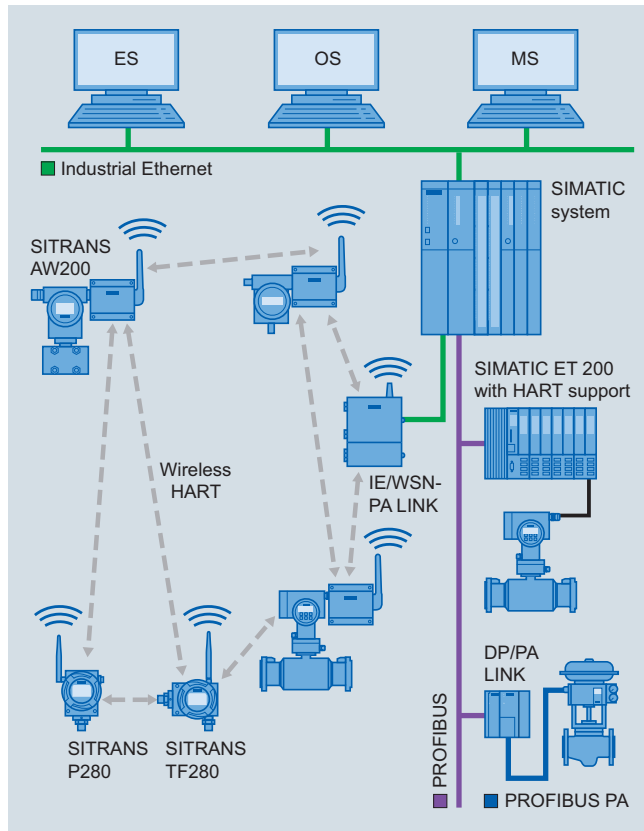 ES
OS
MS
Industrial Ethernet
SIMATIC
system
SITRANS
AW200
SIMATIC ET 200
with HART support
Wireless
HART
IE/WSN-
PA LINK
DP/PA
LINK
SITRANS
P280
SITRANS
TF280
PROFIBUS
PROFIBUS PA